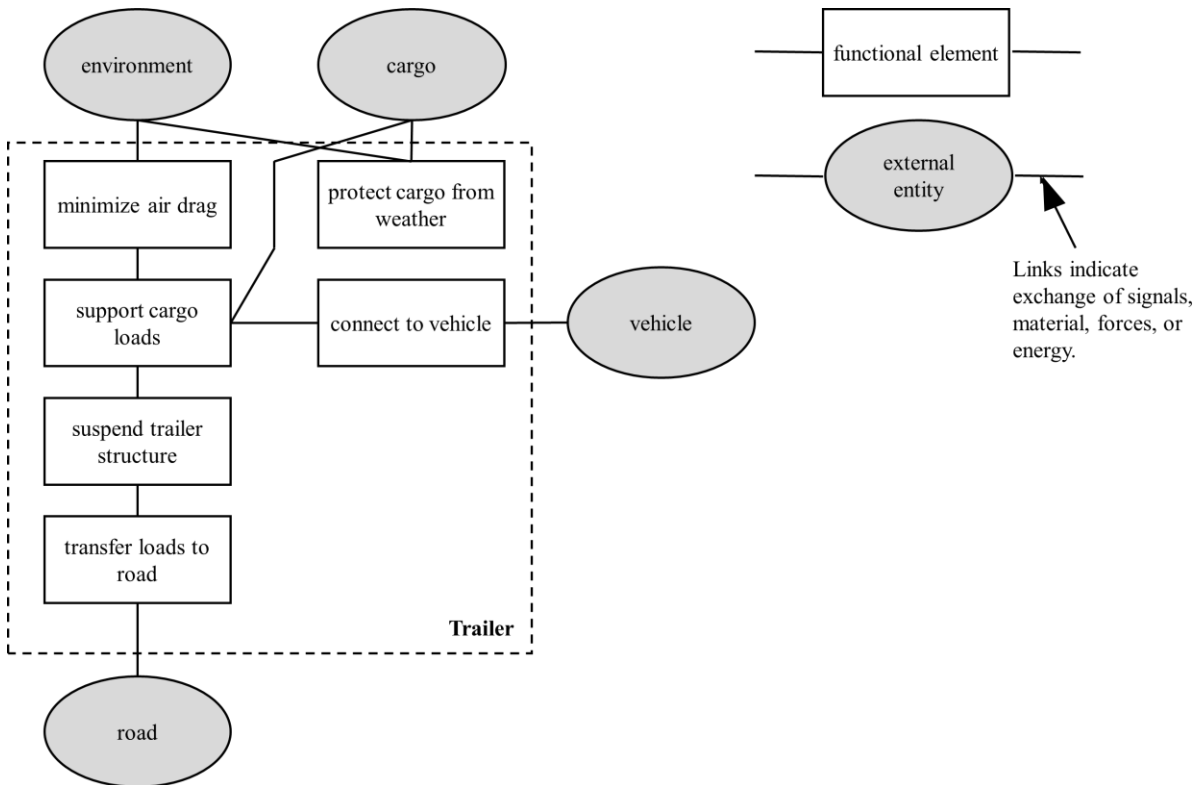 environment
cargo
functional element
minimize air drag
protect cargo from
weather
external
entity
Links indicate
exchange of signals,
material, forces, or
energy.
support cargo
loads
connect to vehicle
vehicle
suspend trailer
structure
transfer loads to
road
Trailer
road